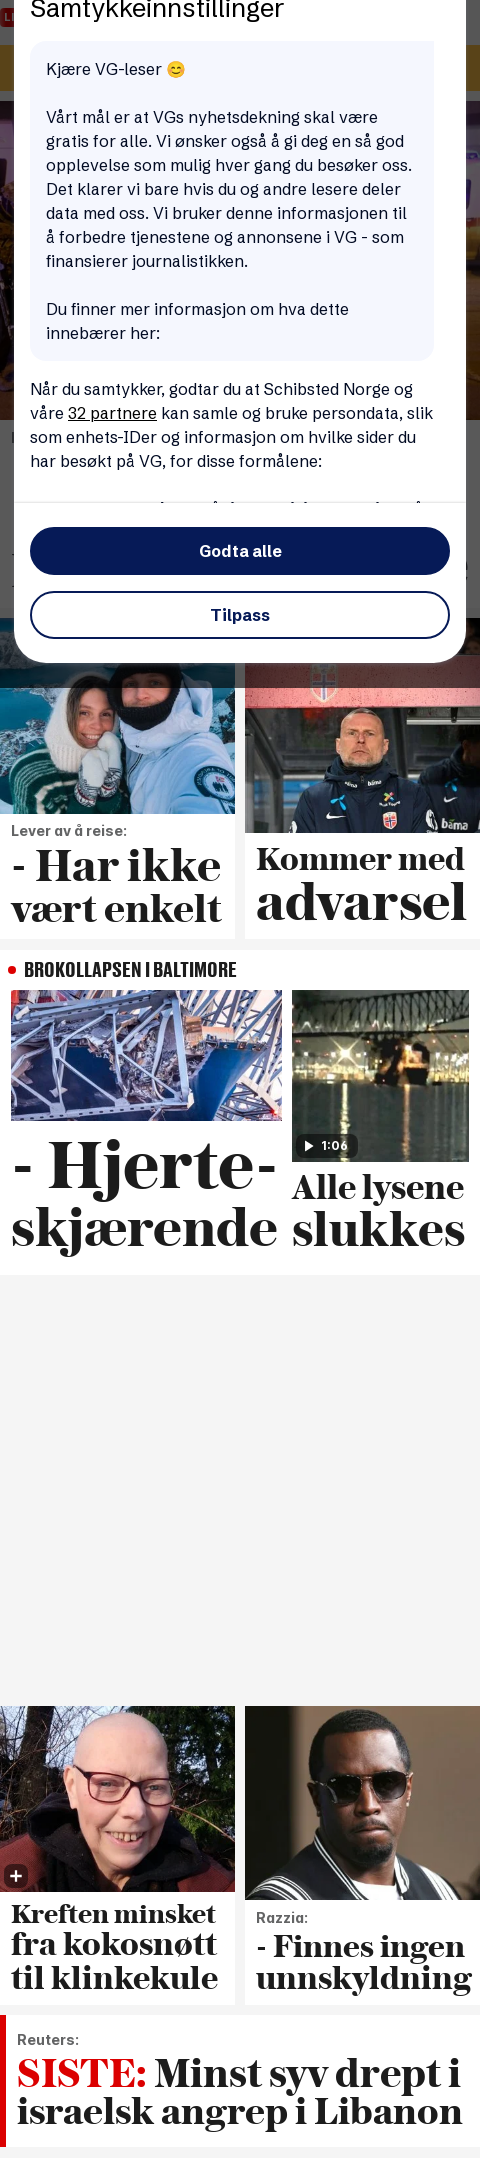 Samtykkeinnstillinger
Kjære VG-leser 😊
Vårt mål er at VGs nyhetsdekning skal være
gratis for alle. Vi ønsker også å gi deg en så god
opplevelse som mulig hver gang du besøker oss.
Det klarer vi bare hvis du og andre lesere deler
data med oss. Vi bruker denne informasjonen til
å forbedre tjenestene og annonsene i VG - som
finansierer journalistikken.
Du finner mer informasjon om hva dette
innebærer her:
Når du samtykker, godtar du at Schibsted Norge og
våre 32 partnere kan samle og bruke persondata, slik
som enhets-IDer og informasjon om hvilke sider du
har besøkt på VG, for disse formålene:
Godta alle
Tilpass
Lever av å reise:
- Har ikke
vært enkelt
bama
bama
Kommer med
advarsel
BROKOLLAPSEN I BALTIMORE
- Hjerte-
skjærende
1:06
Alle lysene
slukkes
Kreften minsket
fra kokosnøtt
til klinkekule
Razzia:
- Finnes ingen
unnskyldning
Reuters:
SISTE: Minst syv drept i
israelsk angrep i Libanon